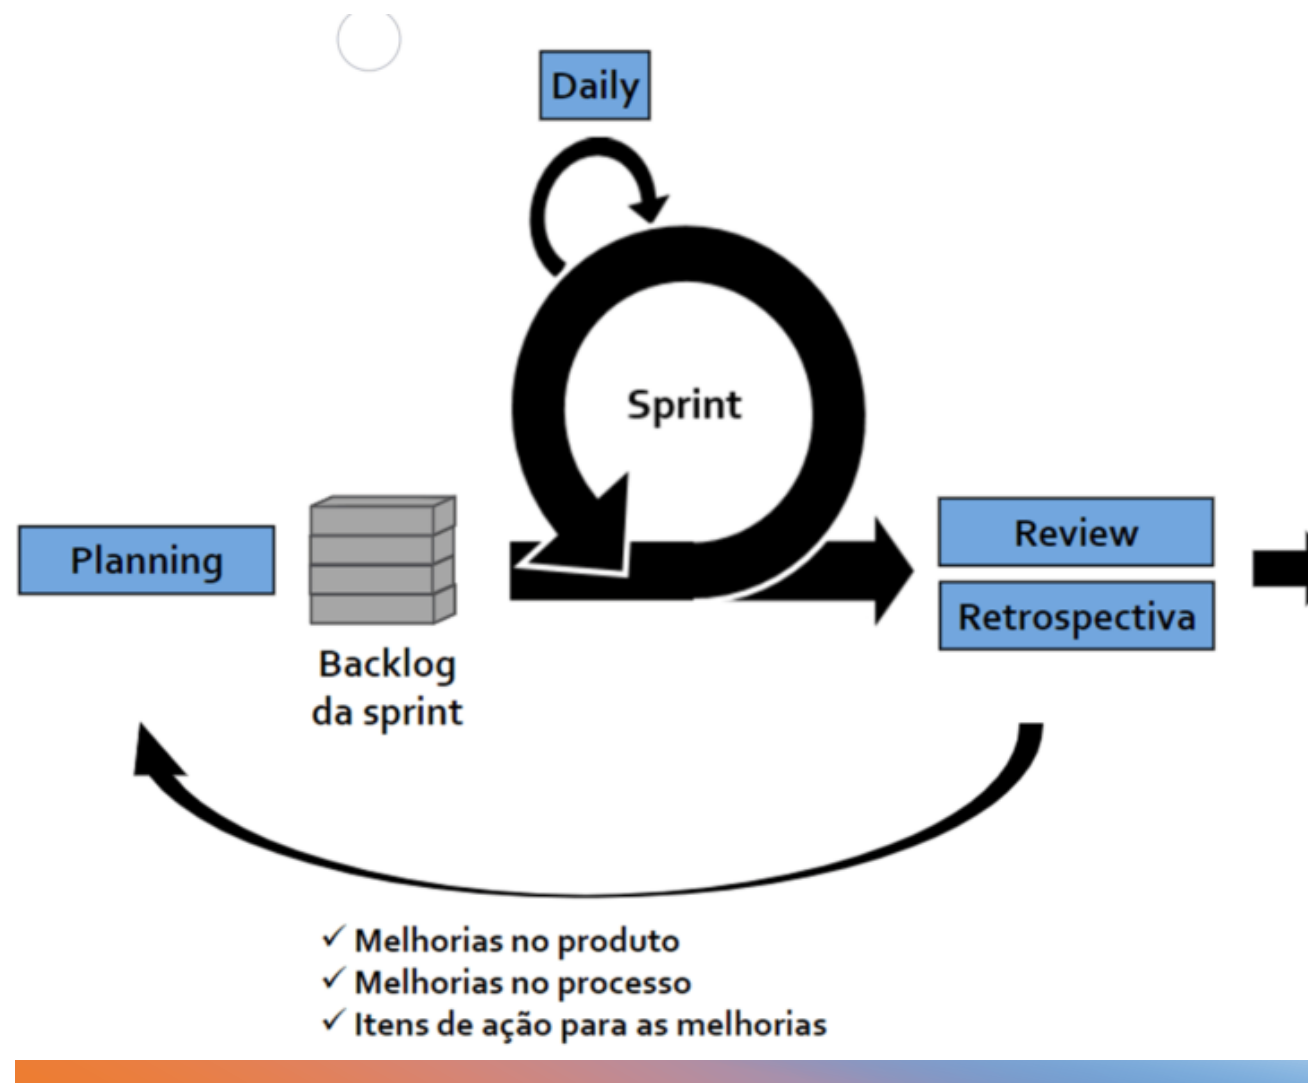 Daily
Sprint
Planning
Backlog
da sprint
Review
Retrospectiva
✓ Melhorias no produto
✓ Melhorias no processo
✓ Itens de ação para as melhorias